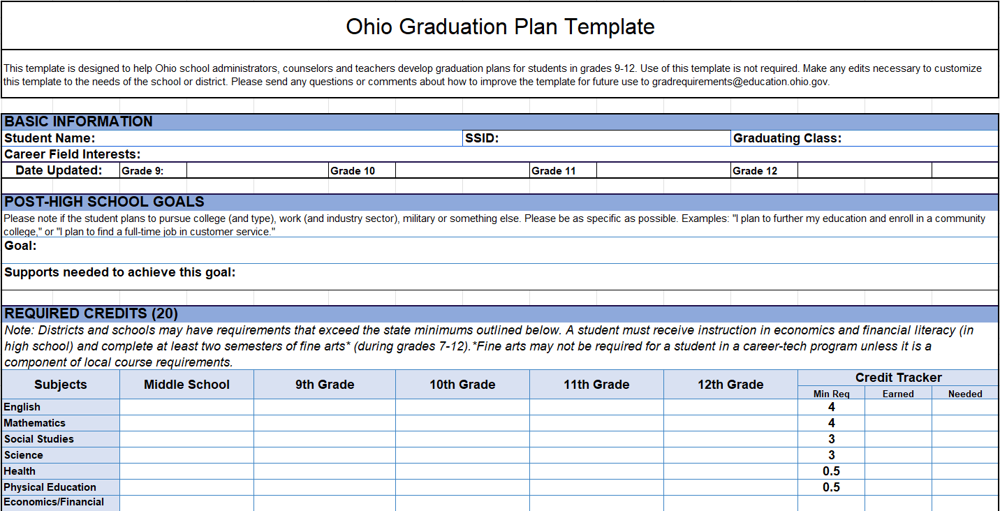 Ohio Graduation Plan Template
This template is designed to help Ohio school administrators, counselors and teachers develop graduation plans for students in grades 9-12. Use of this template is not required. Make any edits necessary to customize
this template to the needs of the school or district. Please send any questions or comments about how to improve the template for future use to gradrequirements@education.ohio.gov.
BASIC INFORMATION
Student Name: SSID: Graduating Class:
Career Field Interests:
Date Updated: Grade 9: Grade 10 Grade 11 Grade 12
POST-HIGH SCHOOL GOALS
Please note if the student plans to pursue college (and type), work (and industry sector), military or something else. Please be as specific as possible. Examples: "I plan to further my education and enroll in a community
college," or "I plan to find a full-time job in customer service."
Goal:
Supports needed to achieve this goal:
REQUIRED CREDITS (20)
Note: Districts and schools may have requirements that exceed the state minimums outlined below. A student must receive instruction in economics and financial literacy (in
high school) and complete at least two semesters of fine arts* (during grades 7-12).*Fine arts may not be required for a student in a career-tech program unless it is a
component of local course requirements.
Subjects Middle School 9th Grade 10th Grade 11th Grade 12th Grade Credit Tracker
Min Req Earned Needed
English 4
Mathematics 4
Social Studies 3
Science 3
Health 0.5
Physical Education 0.5
Economics/Financial